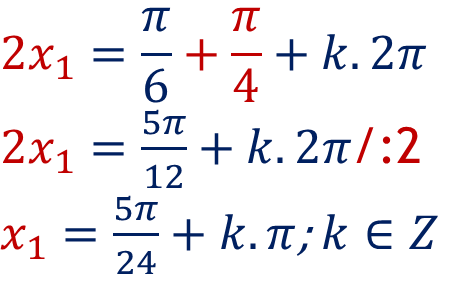 2x₁ = π/6 + π/4 + k. 2π
2x₁ = 5π/12 + k. 2π/:2
x₁ = 5π/24 + k. π; k ∈ Z